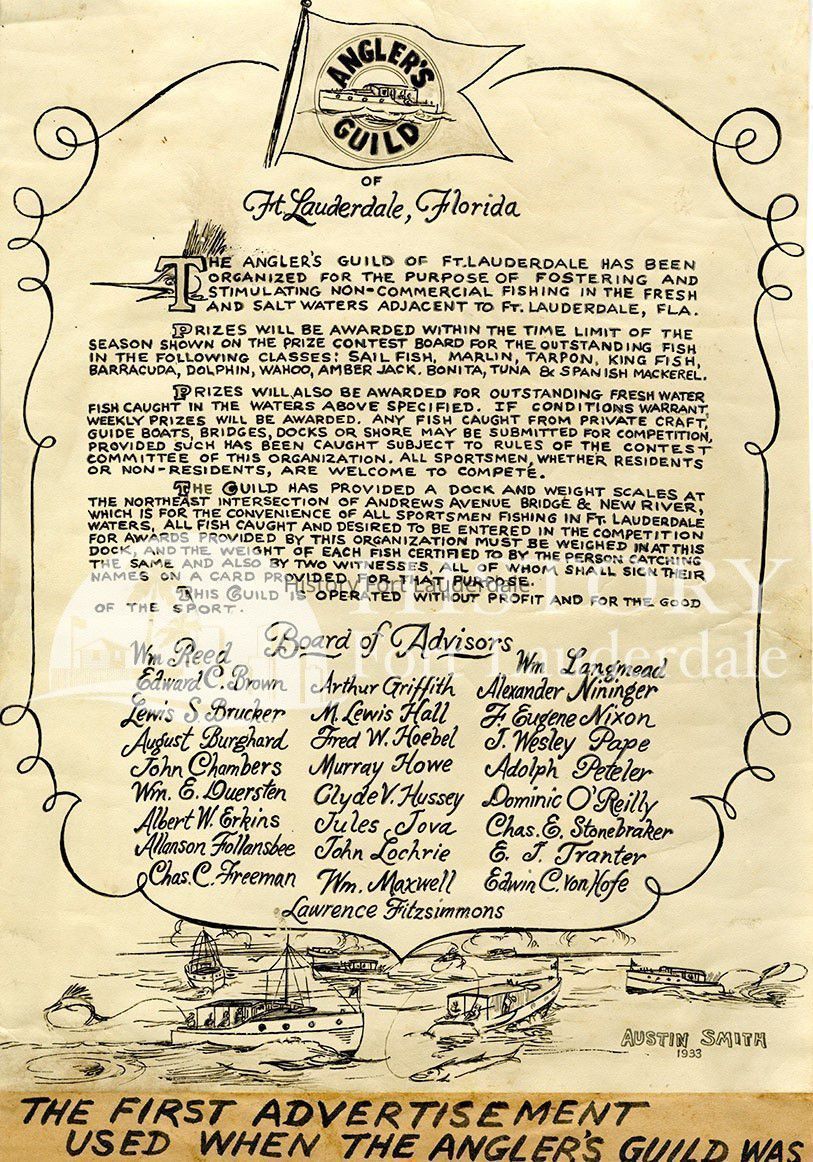 ANGLER'S
GUILD
OF
Ft. Lauderdale, Florida
THE ANGLER'S GUILD OF FT. LAUDERDALE HAS BEEN
ORGANIZED FOR THE PURPOSE OF FOSTERING AND
STIMULATING NON-COMMERCIAL FISHING IN THE FRESH
AND SALT WATERS ADJACENT TO FT. LAUDERDALE, FLA.
PRIZES WILL BE AWARDED WITHIN THE TIME LIMIT OF THE
SEASON SHOWN ON THE PRIZE CONTEST BOARD FOR THE OUTSTANDING FISH
IN THE FOLLOWING CLASSES: SAIL FISH, MARLIN, TARPON, KING FISH,
BARRACUDA, DOLPHIN, WAHOO, AMBER JACK. BONITA, TUNA & SPANISH MACKEREL.
PRIZES WILL ALSO BE AWARDED FOR OUTSTANDING FRESH WATER
FISH CAUGHT IN THE WATERS ABOVE SPECIFIED. IF CONDITIONS WARRANT,
WEEKLY PRIZES WILL BE AWARDED. ANY FISH CAUGHT FROM PRIVATE CRAFT,
GUIDE BOATS, BRIDGES, DOCKS OR SHORE MAY BE SUBMITTED FOR COMPETITION,
PROVIDED SUCH HAS BEEN CAUGHT SUBJECT TO RULES OF THE CONTEST
COMMITTEE OF THIS ORGANIZATION. ALL SPORTSMEN, WHETHER RESIDENTS
OR NON-RESIDENTS, ARE WELCOME TO COMPETE.
THE GUILD HAS PROVIDED A DOCK AND WEIGHT SCALES AT
THE NORTHEAST INTERSECTION OF ANDREWS AVENUE BRIDGE & NEW RIVER,
WHICH IS FOR THE CONVENIENCE OF ALL SPORTSMEN FISHING IN FT. LAUDERDALE
WATERS, ALL FISH CAUGHT AND DESIRED TO BE ENTERED IN THE COMPETITION
FOR AWARDS PROVIDED BY THIS ORGANIZATION MUST BE WEIGHED IN AT THIS
DOCK, AND THE WEIGHT OF EACH FISH CERTIFIED TO BY THE PERSON CATCHING
THE SAME AND ALSO BY TWO WITNESSES, ALL OF WHOM SHALL SIGN THEIR
NAMES ON A CARD PROVIDED FOR THAT PURPOSE.
History Fort Lauderdale
HISTORY
Fort Lauderdale
THIS GUILD IS OPERATED WITHOUT PROFIT AND FOR THE GOOD
OF THE SPORT.
Board of Advisors
Wm Reed
Edward C. Brown
Lewis S. Brucker
August Burghard
John Chambers
Wm. E. Duersten
Albert W. Erkins
Allanson Follansbee
Chas. C. Freeman
Arthur Griffith
M. Lewis Hall
Fred W. Hoebel
Murray Howe
Clyde V. Hussey
Jules Jova
John Lochrie
Wm. Maxwell
Wm Langmead
Alexander Nininger
F. Eugene Nixon
J. Wesley Pape
Adolph Peteler
Dominic O'Reilly
Chas. E. Stonebraker
E. J. Tranter
Edwin C. Von Hofe
Lawrence Fitzsimmons
AUSTIN SMITH
1933
THE FIRST ADVERTISEMENT
USED WHEN THE ANGLER'S GUILD WAS